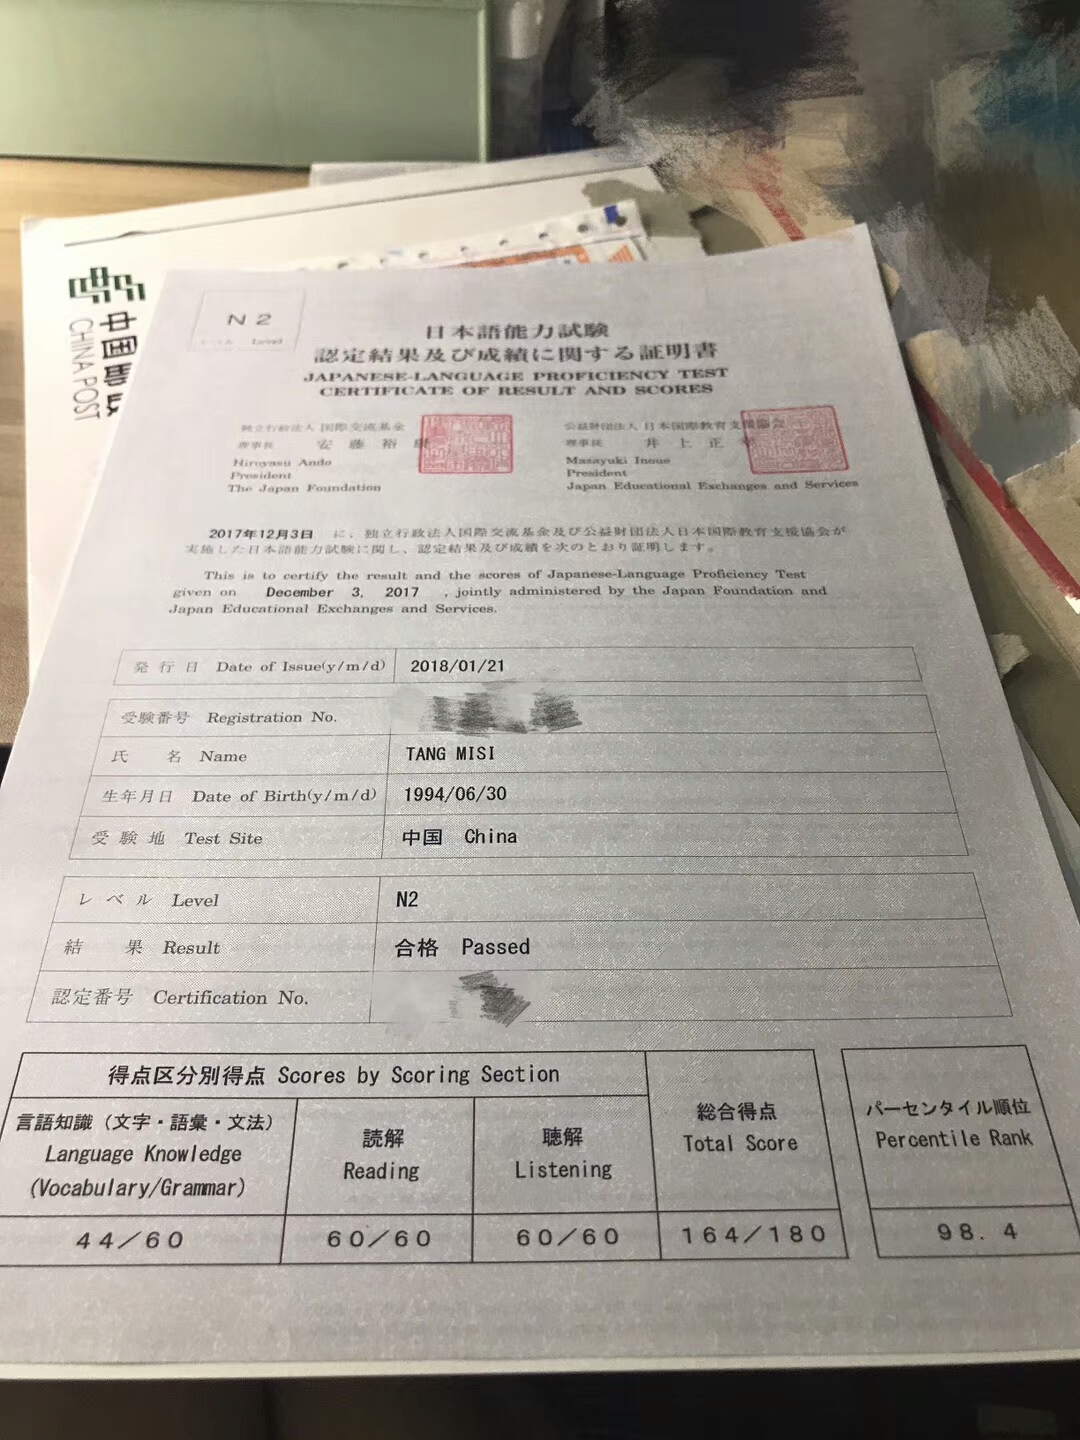 中国邮政
CHINA POST
N2
レベル Level
日本語能力試験
認定結果及び成績に関する証明書
JAPANESE-LANGUAGE PROFICIENCY TEST
CERTIFICATE OF RESULT AND SCORES
独立行政法人 国際交流基金
理事長 安藤裕康
Hiroyasu Ando
President
The Japan Foundation
公益財団法人 日本国際教育支援協会
理事長 井上正
Masayuki Inoue
President
Japan Educational Exchanges and Services
2017年12月3日 に、独立行政法人国際交流基金及び公益財団法人日本国際教育支援協会が
実施した日本語能力試験に関し、認定結果及び成績を次のとおり証明します。
This is to certify the result and the scores of Japanese-Language Proficiency Test
given on December 3, 2017 , jointly administered by the Japan Foundation and
Japan Educational Exchanges and Services.
発行日 Date of Issue(y/m/d) 2018/01/21
受験番号 Registration No.
氏名 Name TANG MISI
生年月日 Date of Birth(y/m/d) 1994/06/30
受験地 Test Site 中国 China
レベル Level N2
結果 Result 合格 Passed
認定番号 Certification No.
得点区分別得点 Scores by Scoring Section
言語知識（文字・語彙・文法）
Language Knowledge
(Vocabulary/Grammar)
読解
Reading
聴解
Listening
総合得点
Total Score
パーセンタイル順位
Percentile Rank
44/60 60/60 60/60 164/180 98.4